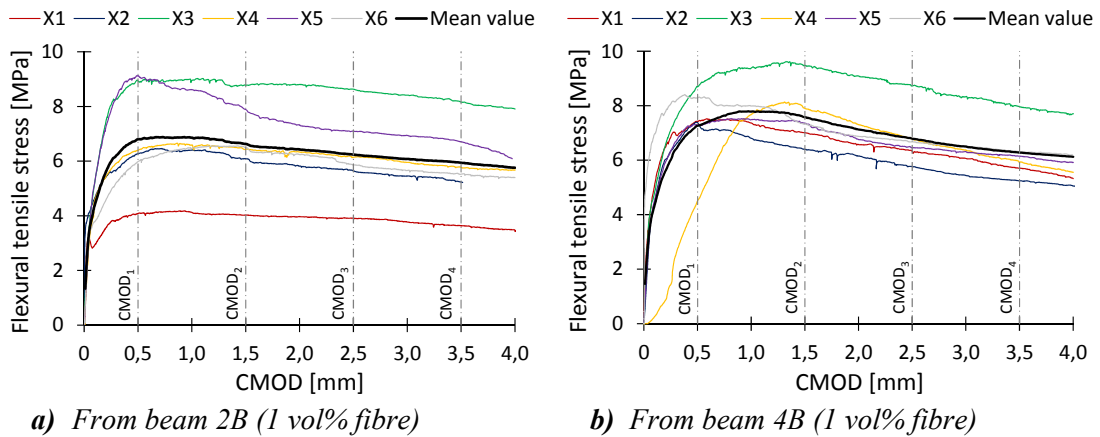 X1 X2 X3 X4 X5 X6 Mean value
Flexural tensile stress [MPa]
10
8
6
4
2
0
CMOD₁
CMOD₂
CMOD₃
CMOD₄
0 0,5 1,0 1,5 2,0 2,5 3,0 3,5 4,0
CMOD [mm]
a) From beam 2B (1 vol% fibre)
X1 X2 X3 X4 X5 X6 Mean value
Flexural tensile stress [MPa]
10
8
6
4
2
0
CMOD₁
CMOD₂
CMOD₃
CMOD₄
0 0,5 1,0 1,5 2,0 2,5 3,0 3,5 4,0
CMOD [mm]
b) From beam 4B (1 vol% fibre)